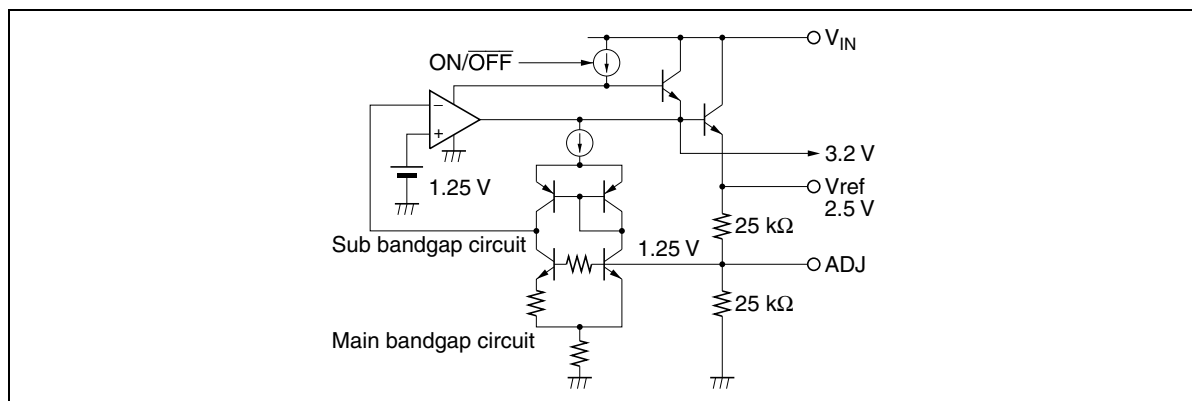 V_IN
ON/O̅F̅F̅
−
+
3.2 V
1.25 V
Vref
2.5 V
25 kΩ
Sub bandgap circuit
1.25 V
ADJ
25 kΩ
Main bandgap circuit